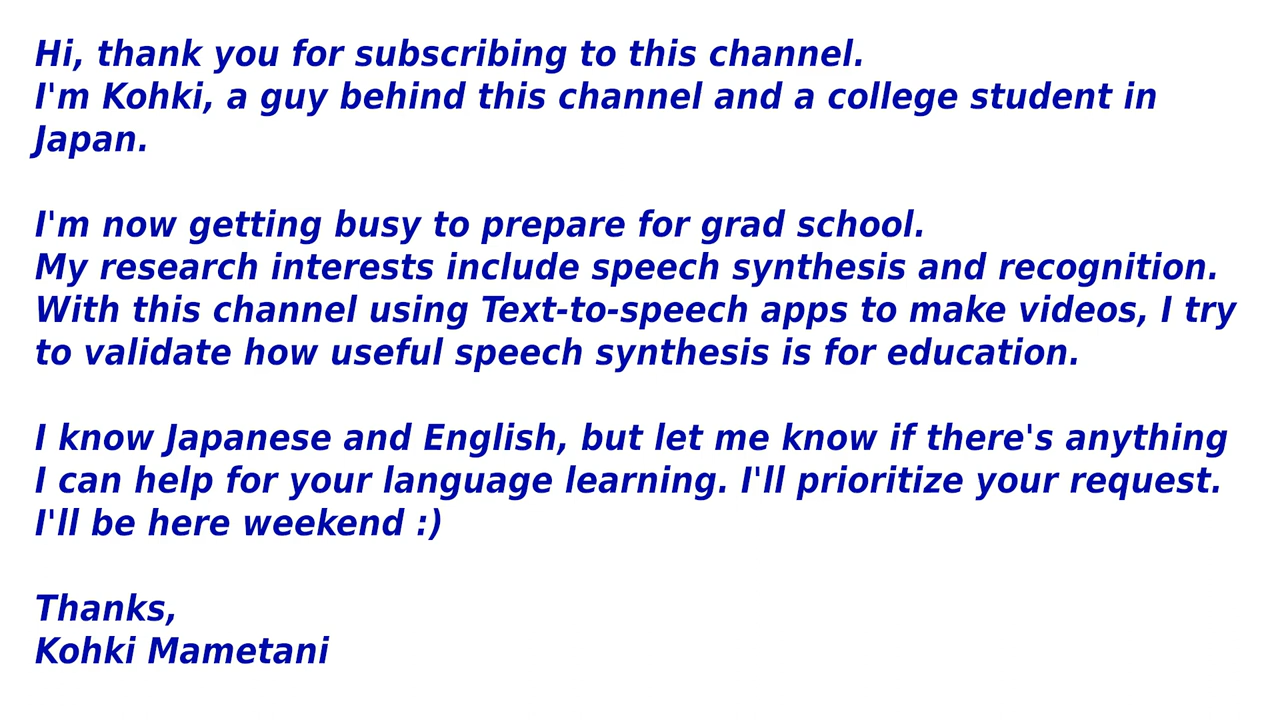 Hi, thank you for subscribing to this channel.
I'm Kohki, a guy behind this channel and a college student in
Japan.
I'm now getting busy to prepare for grad school.
My research interests include speech synthesis and recognition.
With this channel using Text-to-speech apps to make videos, I try
to validate how useful speech synthesis is for education.
I know Japanese and English, but let me know if there's anything
I can help for your language learning. I'll prioritize your request.
I'll be here weekend :)
Thanks,
Kohki Mametani